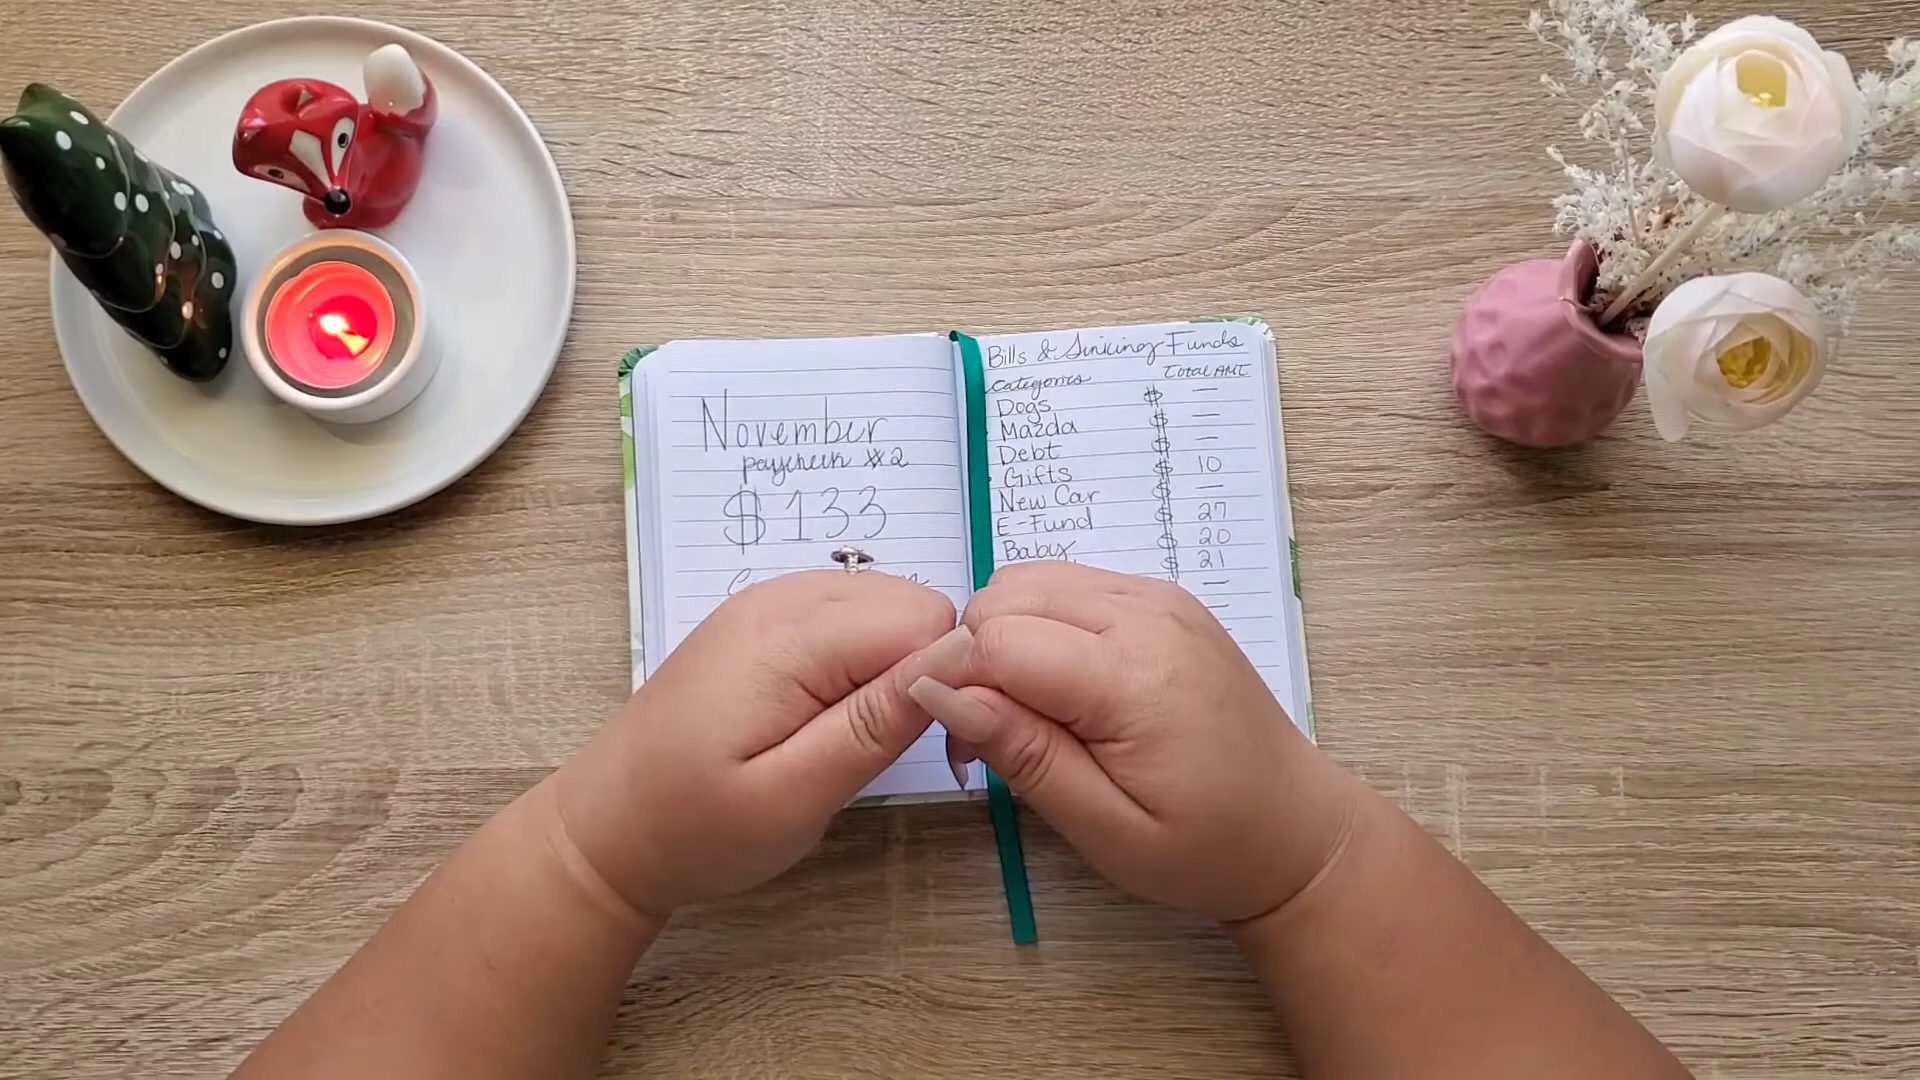 November
paycheck #2
$133
Bills & Sinking Funds
Categories Total AMT
Dogs $ —
Mazda $ —
Debt $ —
Gifts $ 10
New Car $ —
E-Fund $ 27
Baby $ 20
$ 21
—